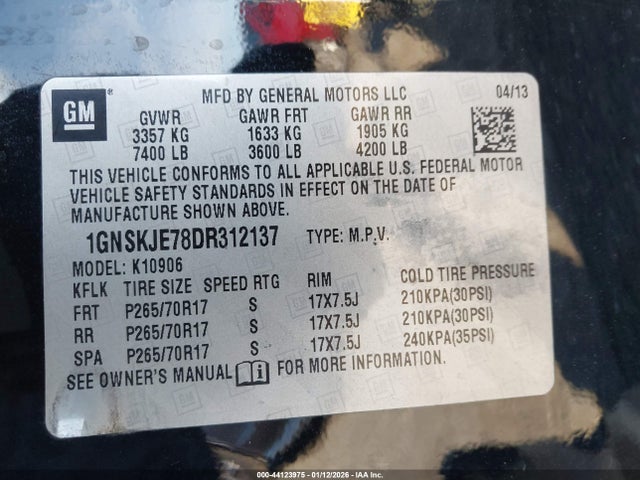 GM
MFD BY GENERAL MOTORS LLC 04/13
GVWR GAWR FRT GAWR RR
3357 KG 1633 KG 1905 KG
7400 LB 3600 LB 4200 LB
THIS VEHICLE CONFORMS TO ALL APPLICABLE U.S. FEDERAL MOTOR
VEHICLE SAFETY STANDARDS IN EFFECT ON THE DATE OF
MANUFACTURE SHOWN ABOVE.
1GNSKJE78DR312137 TYPE: M.P.V.
MODEL: K10906
KFLK TIRE SIZE SPEED RTG RIM COLD TIRE PRESSURE
FRT P265/70R17 S 17X7.5J 210KPA(30PSI)
RR P265/70R17 S 17X7.5J 210KPA(30PSI)
SPA P265/70R17 S 17X7.5J 240KPA(35PSI)
SEE OWNER'S MANUAL FOR MORE INFORMATION.
000-44123975 - 01/12/2026 - IAA Inc.